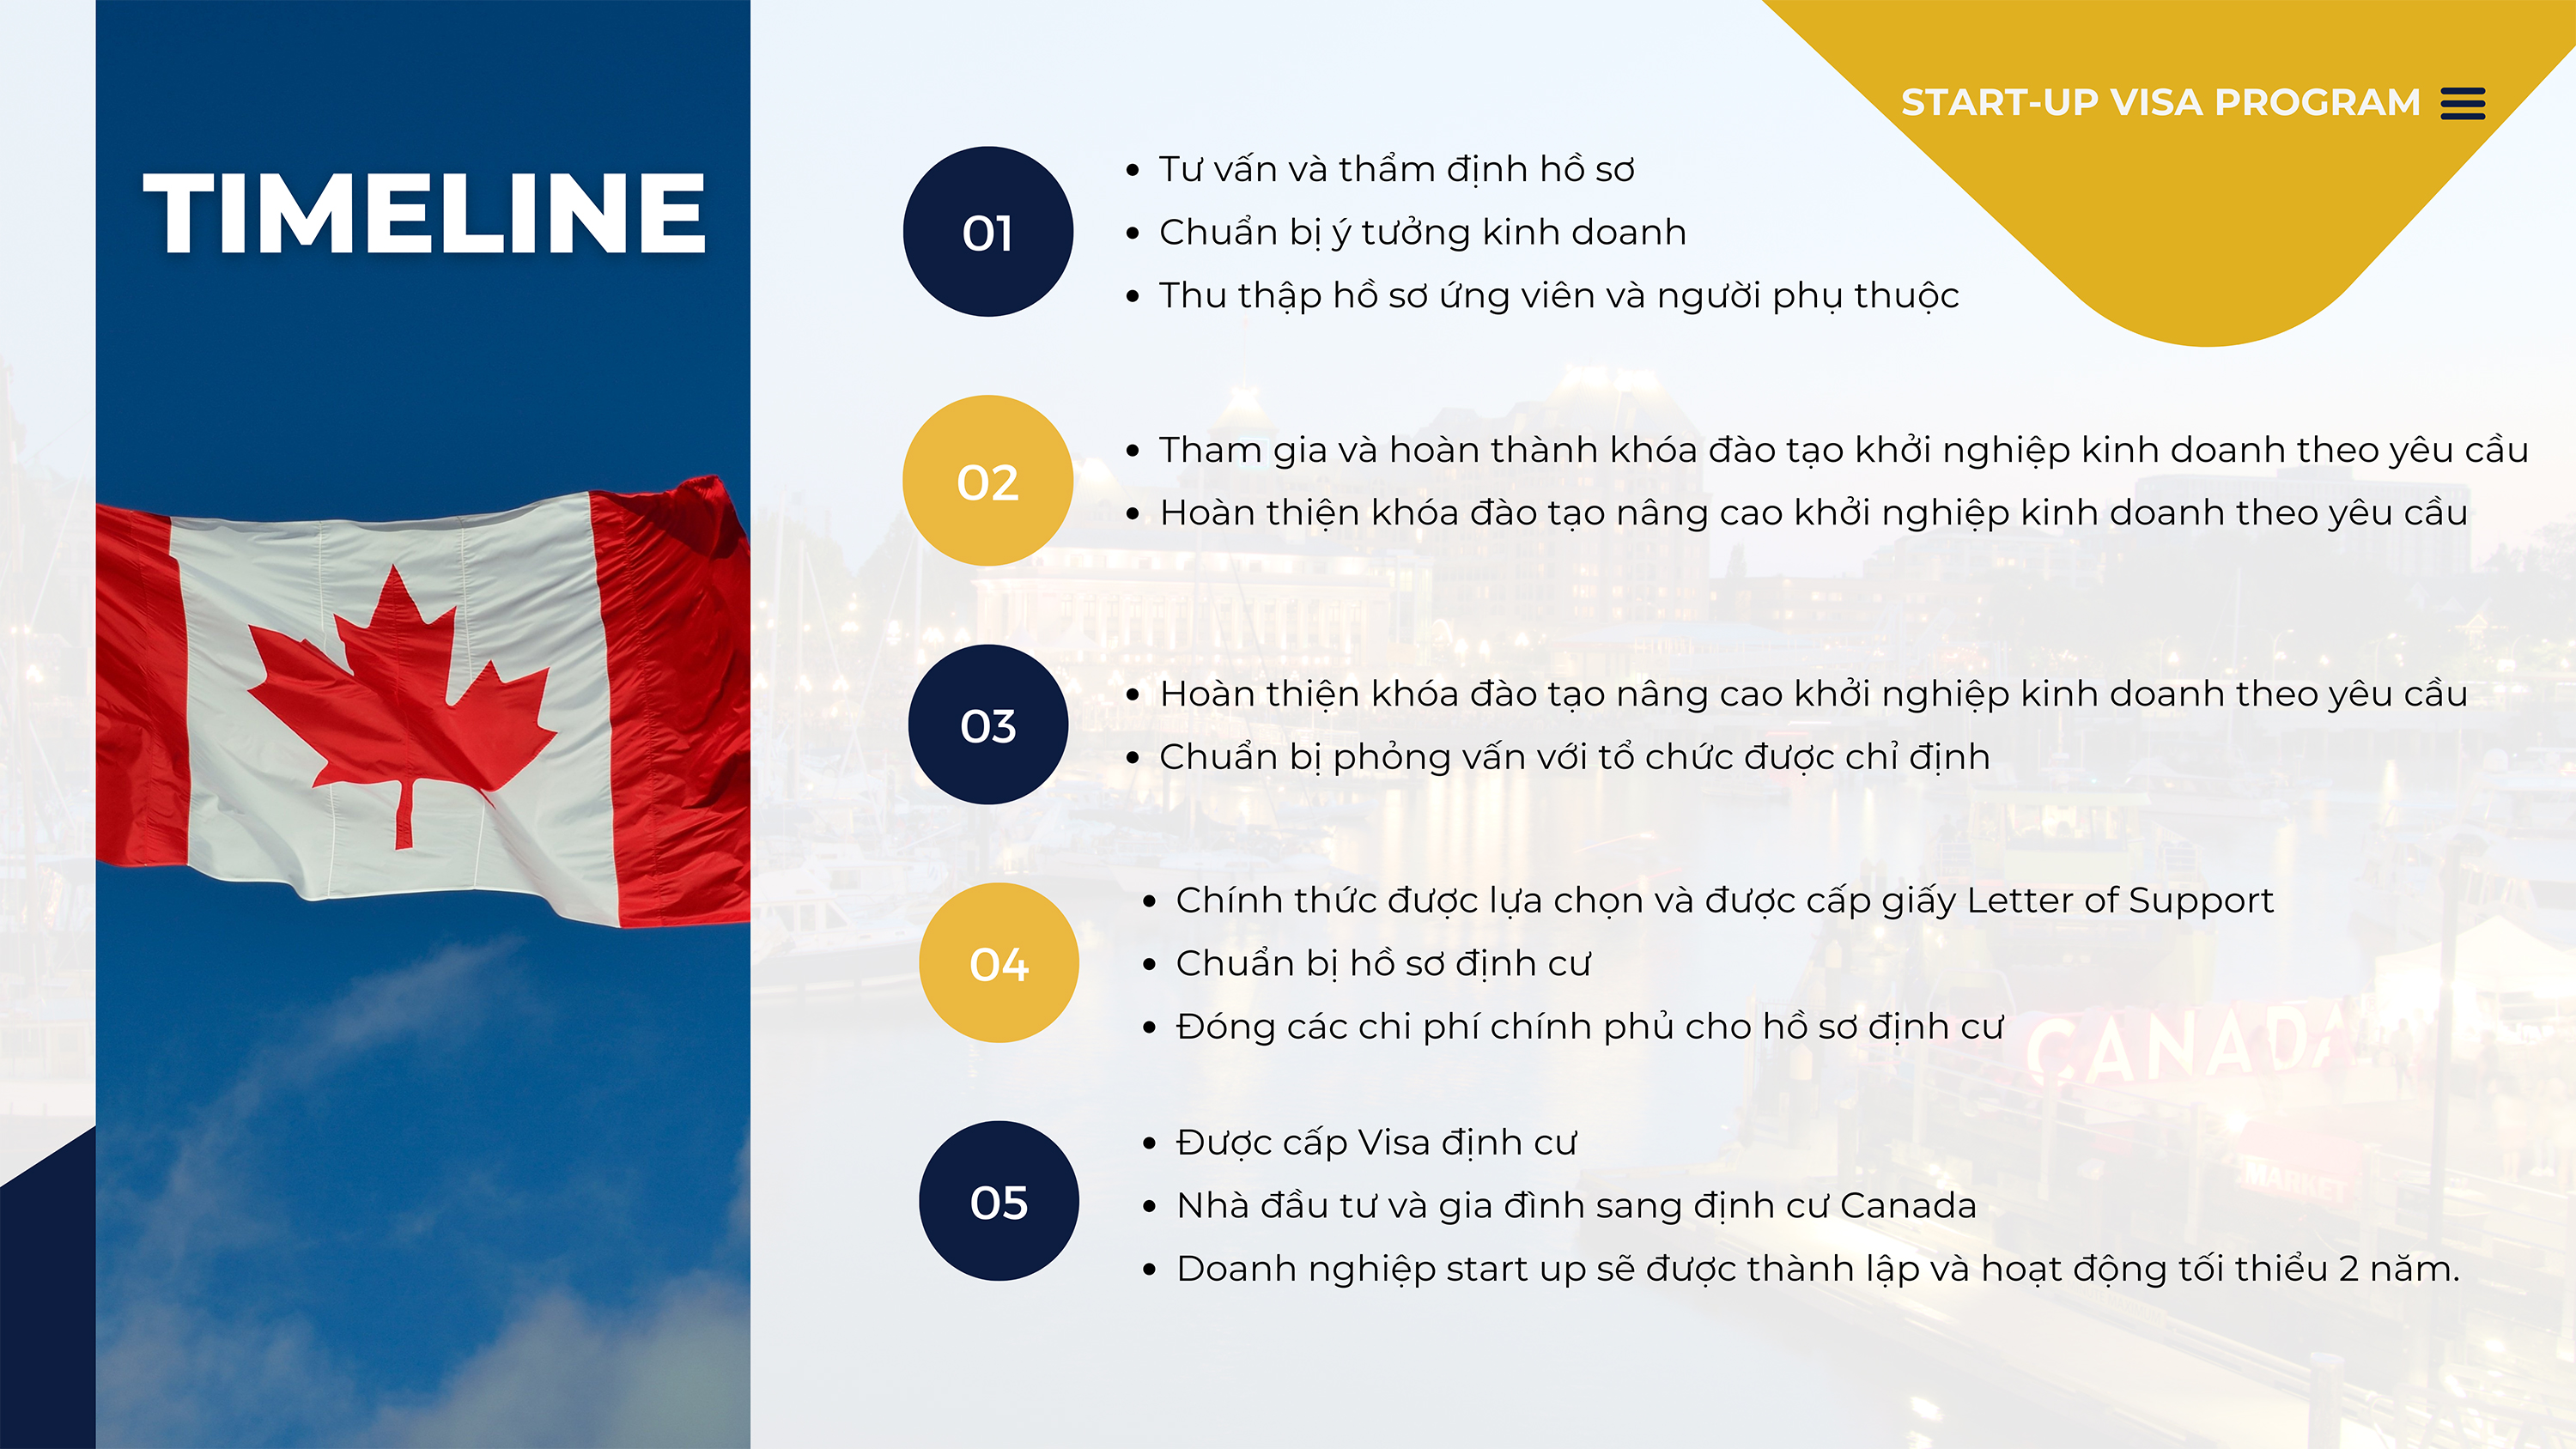 START-UP VISA PROGRAM
TIMELINE
01
• Tư vấn và thẩm định hồ sơ
• Chuẩn bị ý tưởng kinh doanh
• Thu thập hồ sơ ứng viên và người phụ thuộc
02
• Tham gia và hoàn thành khóa đào tạo khởi nghiệp kinh doanh theo yêu cầu
• Hoàn thiện khóa đào tạo nâng cao khởi nghiệp kinh doanh theo yêu cầu
03
• Hoàn thiện khóa đào tạo nâng cao khởi nghiệp kinh doanh theo yêu cầu
• Chuẩn bị phỏng vấn với tổ chức được chỉ định
04
• Chính thức được lựa chọn và được cấp giấy Letter of Support
• Chuẩn bị hồ sơ định cư
• Đóng các chi phí chính phủ cho hồ sơ định cư
CANADA
05
• Được cấp Visa định cư
• Nhà đầu tư và gia đình sang định cư Canada
• Doanh nghiệp start up sẽ được thành lập và hoạt động tối thiểu 2 năm.
MARKET